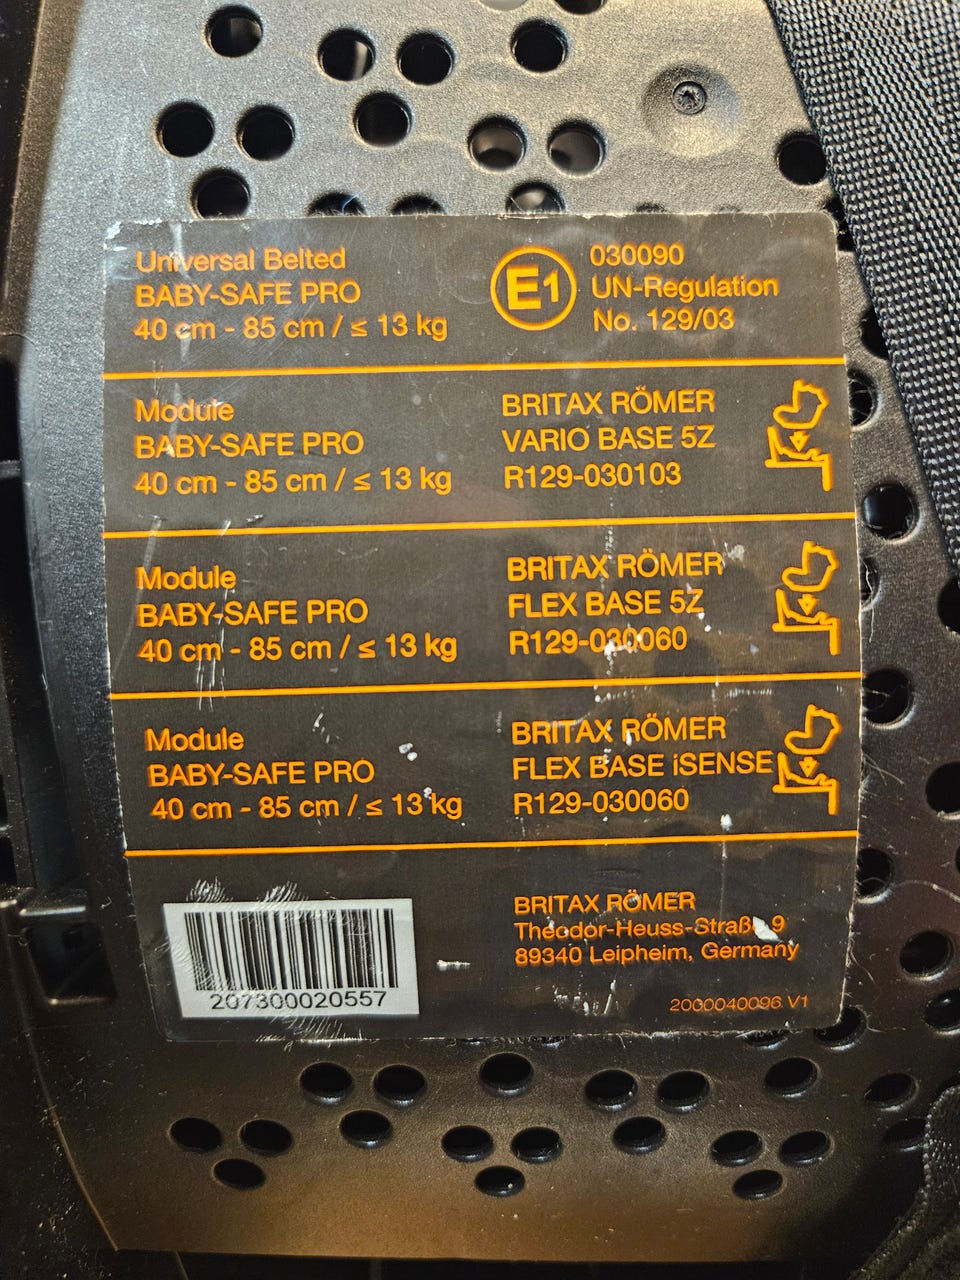 Universal Belted
BABY-SAFE PRO
40 cm - 85 cm / ≤ 13 kg
E1
030090
UN-Regulation
No. 129/03
Module
BABY-SAFE PRO
40 cm - 85 cm / ≤ 13 kg
BRITAX RÖMER
VARIO BASE 5Z
R129-030103
Module
BABY-SAFE PRO
40 cm - 85 cm / ≤ 13 kg
BRITAX RÖMER
FLEX BASE 5Z
R129-030060
Module
BABY-SAFE PRO
40 cm - 85 cm / ≤ 13 kg
BRITAX RÖMER
FLEX BASE iSENSE
R129-030060
207300020557
BRITAX RÖMER
Theodor-Heuss-Straße 9
89340 Leipheim, Germany
2000040096 V1